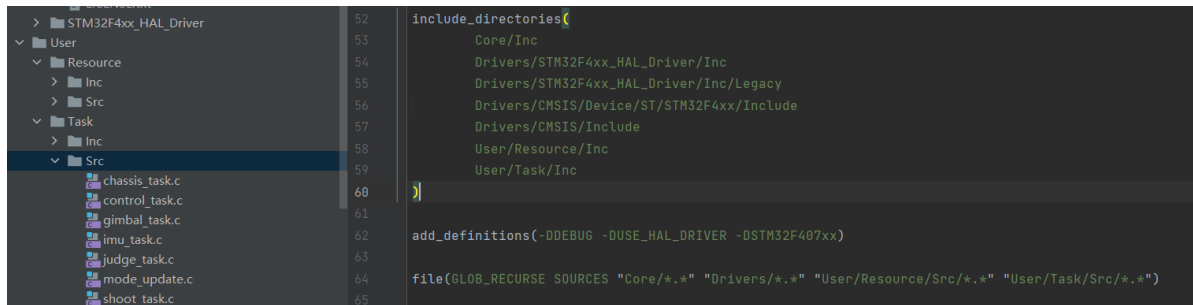 STM32F4xx_HAL_Driver
User
Resource
Inc
Src
Task
Inc
Src
chassis_task.c
control_task.c
gimbal_task.c
imu_task.c
judge_task.c
mode_update.c
shoot_task.c
52 include_directories(
53 Core/Inc
54 Drivers/STM32F4xx_HAL_Driver/Inc
55 Drivers/STM32F4xx_HAL_Driver/Inc/Legacy
56 Drivers/CMSIS/Device/ST/STM32F4xx/Include
57 Drivers/CMSIS/Include
58 User/Resource/Inc
59 User/Task/Inc
60 )
61
62 add_definitions(-DDEBUG -DUSE_HAL_DRIVER -DSTM32F407xx)
63
64 file(GLOB_RECURSE SOURCES "Core/*.*" "Drivers/*.*" "User/Resource/Src/*.*" "User/Task/Src/*.*")
65